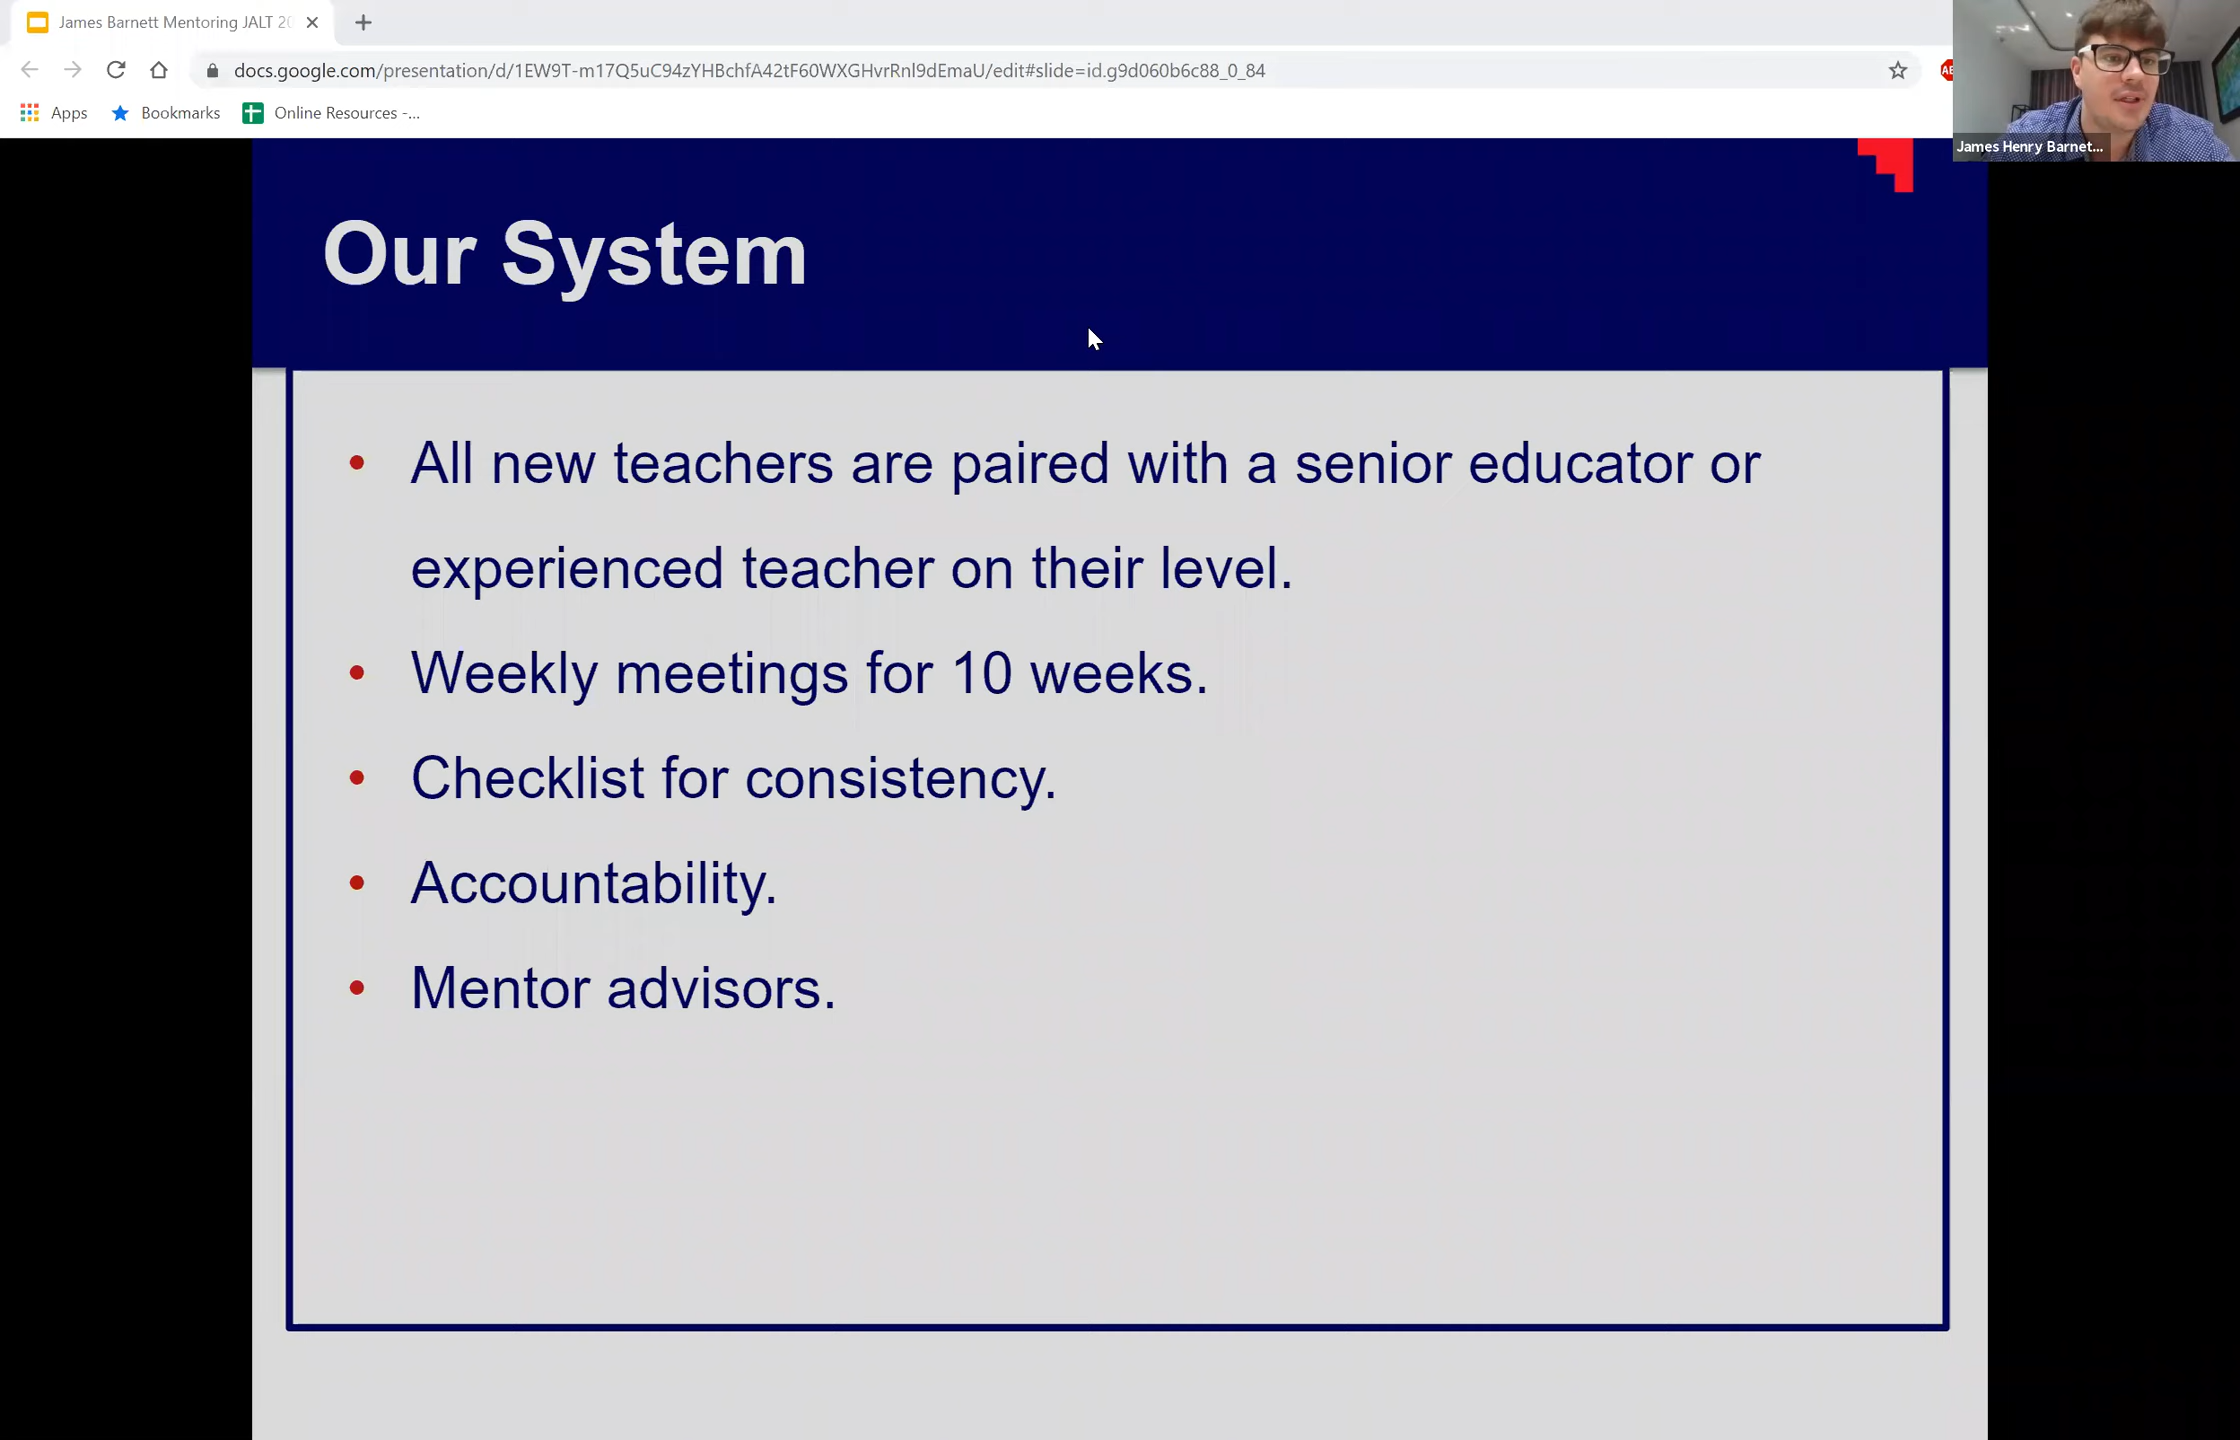 James Barnett Mentoring JALT 20
docs.google.com/presentation/d/1EW9T-m17Q5uC94zYHBchfA42tF60WXGHvrRnl9dEmaU/edit#slide=id.g9d060b6c88_0_84
Apps Bookmarks Online Resources -...
James Henry Barnet...
Our System
• All new teachers are paired with a senior educator or
experienced teacher on their level.
• Weekly meetings for 10 weeks.
• Checklist for consistency.
• Accountability.
• Mentor advisors.